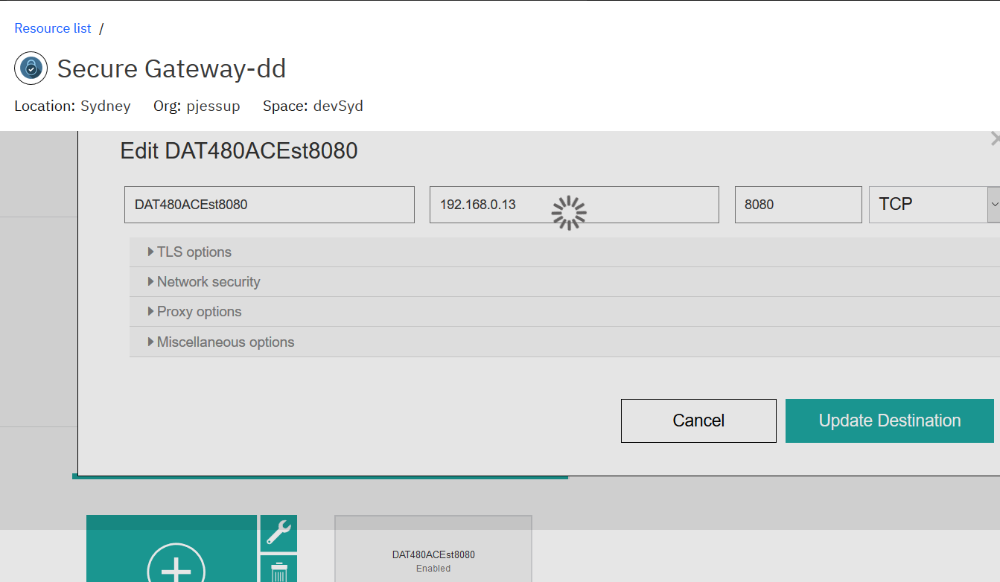 Resource list /
Secure Gateway-dd
Location: Sydney Org: pjessup Space: devSyd
Edit DAT480ACEst8080
DAT480ACEst8080 192.168.0.13 8080 TCP
TLS options
Network security
Proxy options
Miscellaneous options
Cancel Update Destination
DAT480ACEst8080
Enabled